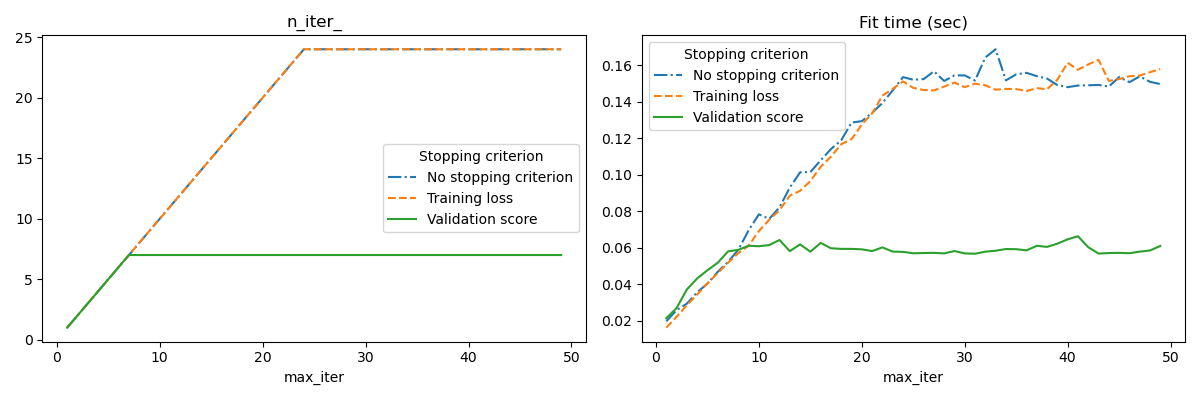 n_iter_
25
20
15
10
5
0
0
10
20
30
40
50
max_iter
Stopping criterion
No stopping criterion
Training loss
Validation score
Fit time (sec)
0.16
0.14
0.12
0.10
0.08
0.06
0.04
0.02
0
10
20
30
40
50
max_iter
Stopping criterion
No stopping criterion
Training loss
Validation score